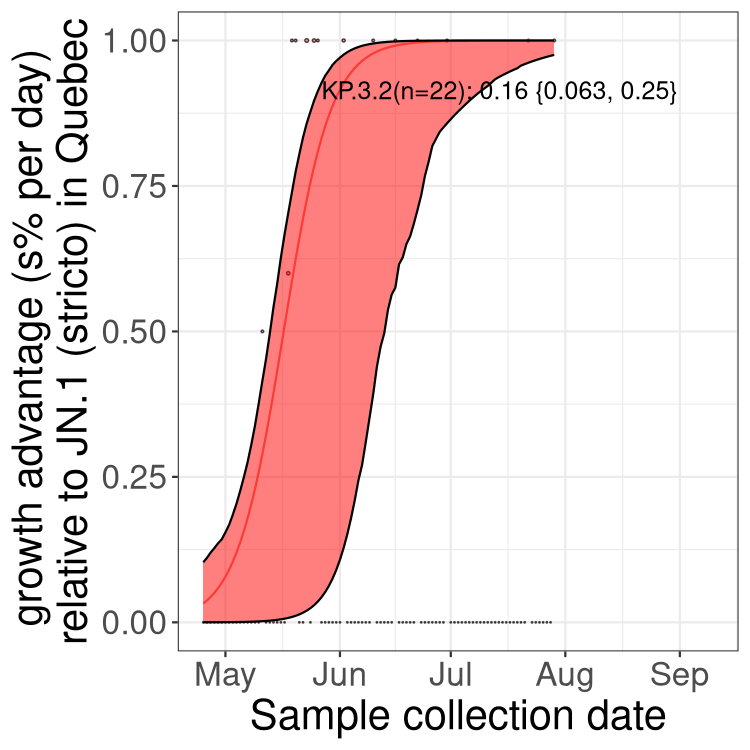 growth advantage (s% per day)
relative to JN.1 (stricto) in Quebec
1.00
0.75
0.50
0.25
0.00
KP.3.2(n=22): 0.16 {0.063, 0.25}
May Jun Jul Aug Sep
Sample collection date